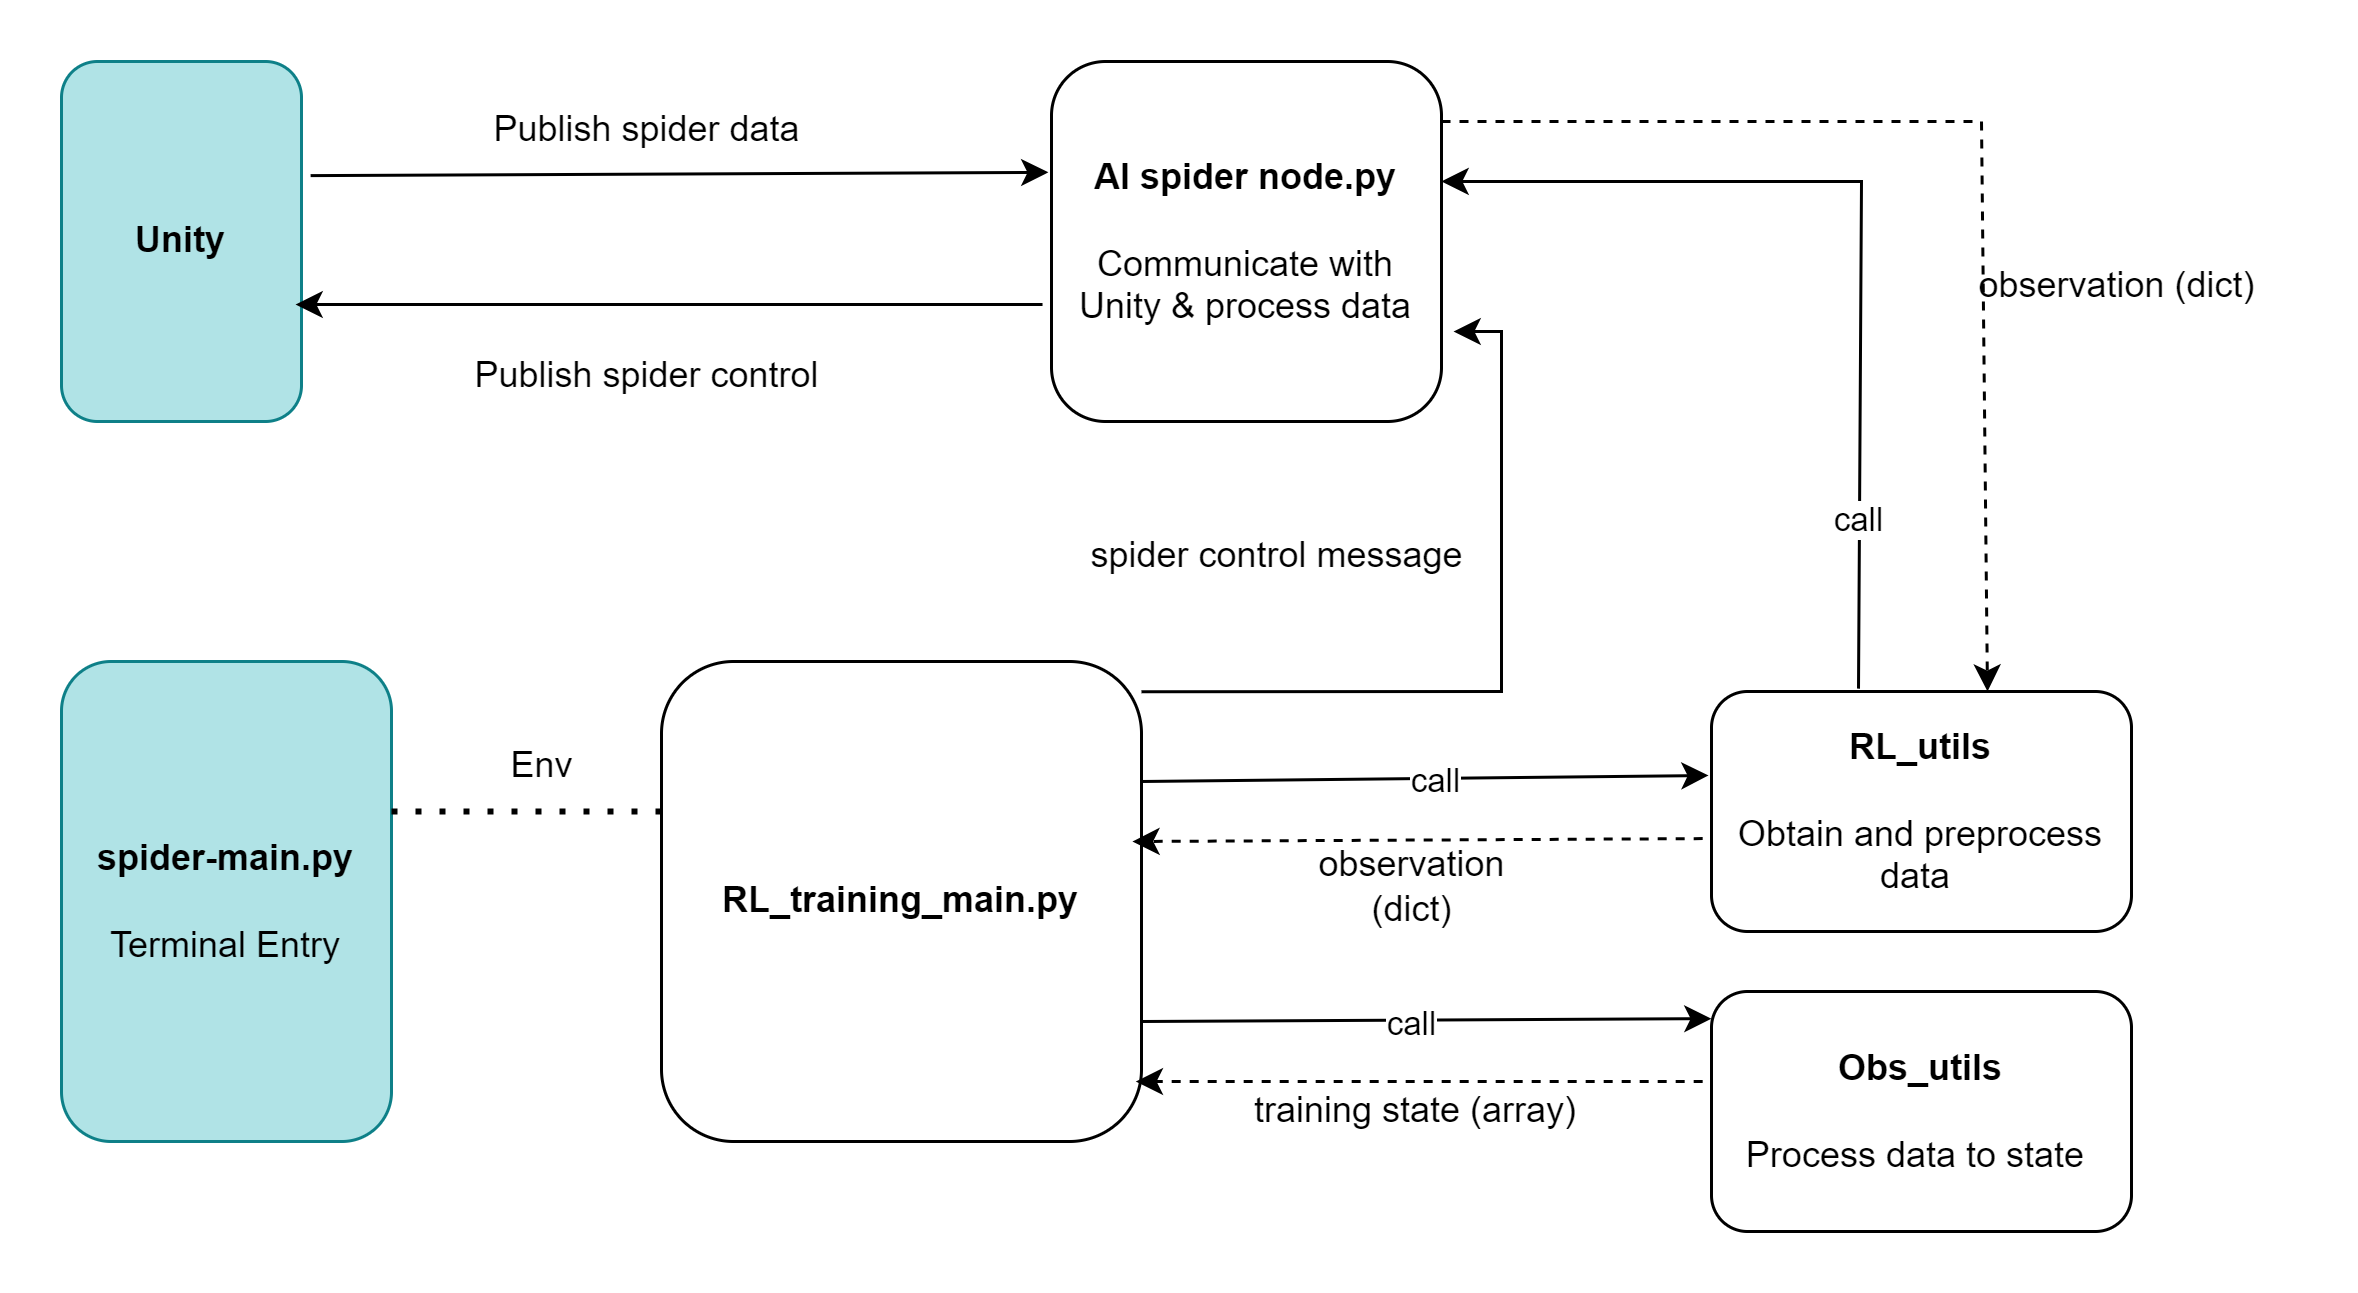 Unity
Publish spider data
Publish spider control
AI spider node.py
Communicate with
Unity & process data
observation (dict)
call
spider control message
spider-main.py
Terminal Entry
Env
RL_training_main.py
call
observation
(dict)
call
training state (array)
RL_utils
Obtain and preprocess
data
Obs_utils
Process data to state